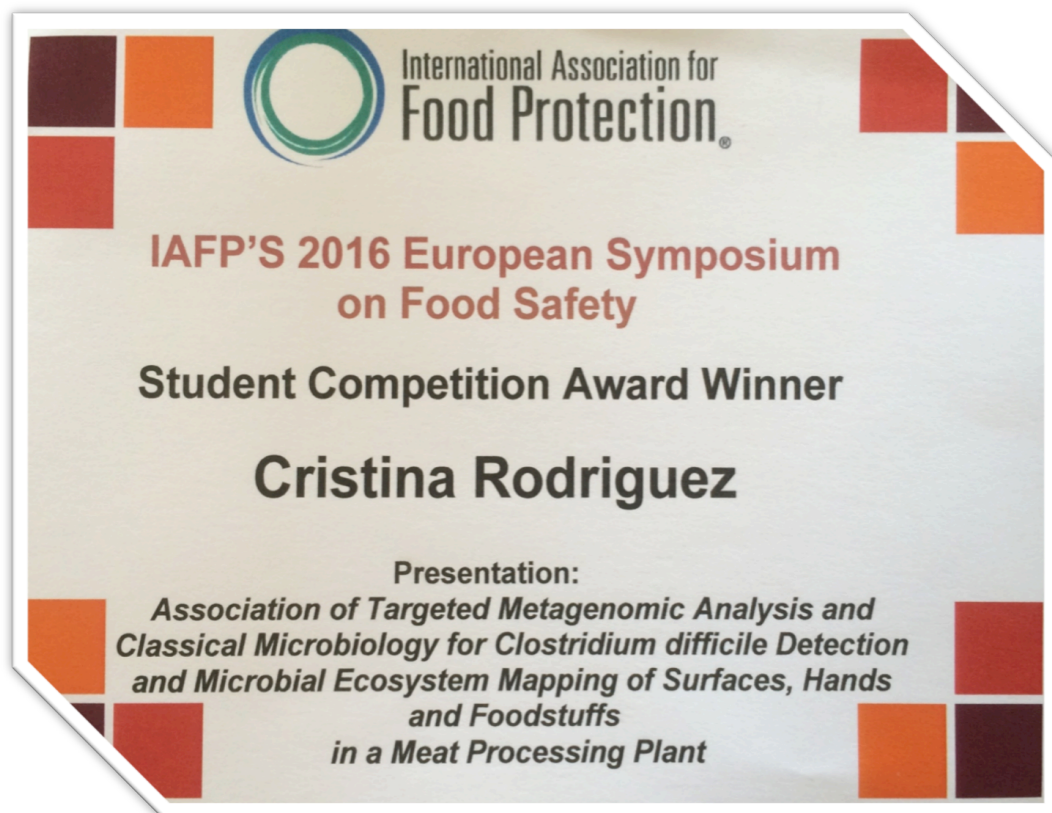 International Association for
Food Protection®
IAFP'S 2016 European Symposium
on Food Safety
Student Competition Award Winner
Cristina Rodriguez
Presentation:
Association of Targeted Metagenomic Analysis and
Classical Microbiology for Clostridium difficile Detection
and Microbial Ecosystem Mapping of Surfaces, Hands
and Foodstuffs
in a Meat Processing Plant